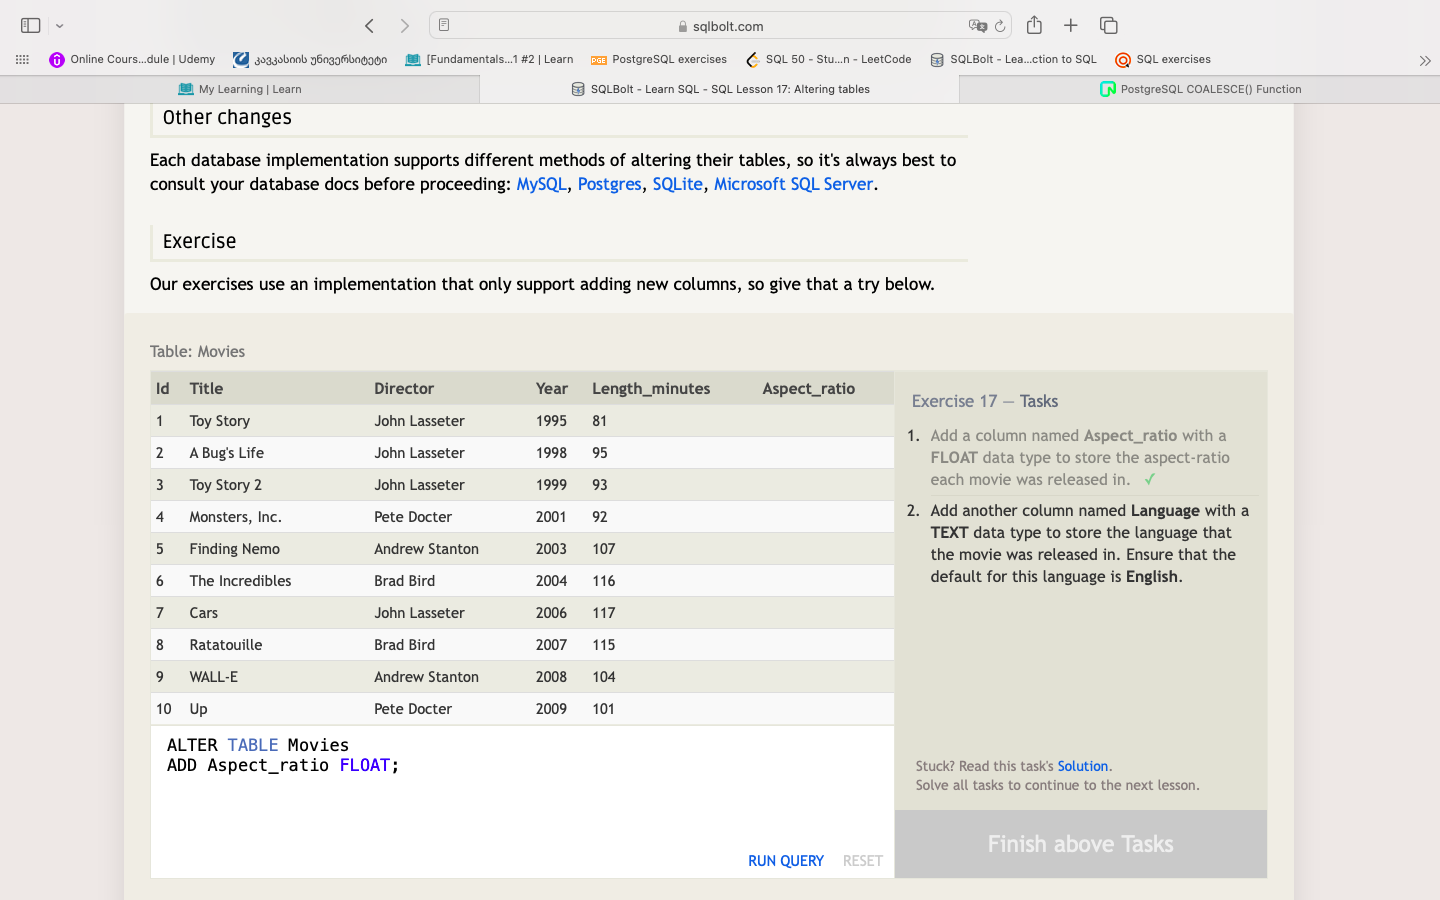 sqlbolt.com
Online Cours...dule | Udemy
კავკასიის უნივერსიტეტი
[Fundamentals...1 #2 | Learn
PGE PostgreSQL exercises
SQL 50 - Stu...n - LeetCode
SQLBolt - Lea...ction to SQL
SQL exercises
My Learning | Learn
SQLBolt - Learn SQL - SQL Lesson 17: Altering tables
PostgreSQL COALESCE() Function
Other changes
Each database implementation supports different methods of altering their tables, so it's always best to
consult your database docs before proceeding: MySQL, Postgres, SQLite, Microsoft SQL Server.
Exercise
Our exercises use an implementation that only support adding new columns, so give that a try below.
Table: Movies
Id Title Director Year Length_minutes Aspect_ratio
1 Toy Story John Lasseter 1995 81
2 A Bug's Life John Lasseter 1998 95
3 Toy Story 2 John Lasseter 1999 93
4 Monsters, Inc. Pete Docter 2001 92
5 Finding Nemo Andrew Stanton 2003 107
6 The Incredibles Brad Bird 2004 116
7 Cars John Lasseter 2006 117
8 Ratatouille Brad Bird 2007 115
9 WALL-E Andrew Stanton 2008 104
10 Up Pete Docter 2009 101
ALTER TABLE Movies
ADD Aspect_ratio FLOAT;
RUN QUERY RESET
Exercise 17 — Tasks
1. Add a column named Aspect_ratio with a
FLOAT data type to store the aspect-ratio
each movie was released in. ✓
2. Add another column named Language with a
TEXT data type to store the language that
the movie was released in. Ensure that the
default for this language is English.
Stuck? Read this task's Solution.
Solve all tasks to continue to the next lesson.
Finish above Tasks